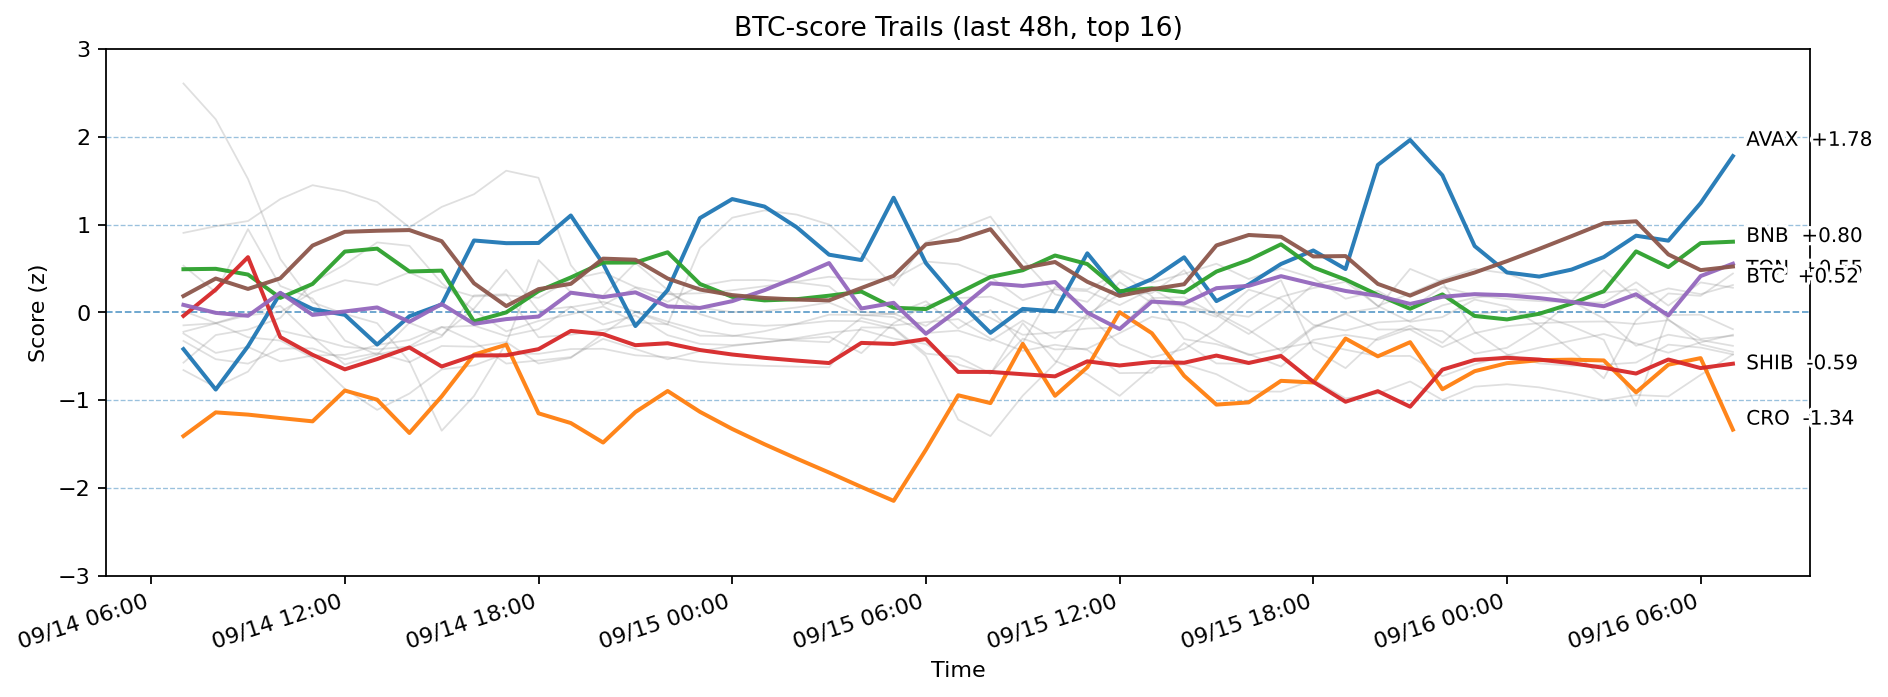 BTC-score Trails (last 48h, top 16)
Score (z)
3
2
1
0
−1
−2
−3
AVAX +1.78
BNB +0.80
BTC +0.52
SHIB -0.59
CRO -1.34
09/14 06:00
09/14 12:00
09/14 18:00
09/15 00:00
09/15 06:00
09/15 12:00
09/15 18:00
09/16 00:00
09/16 06:00
Time